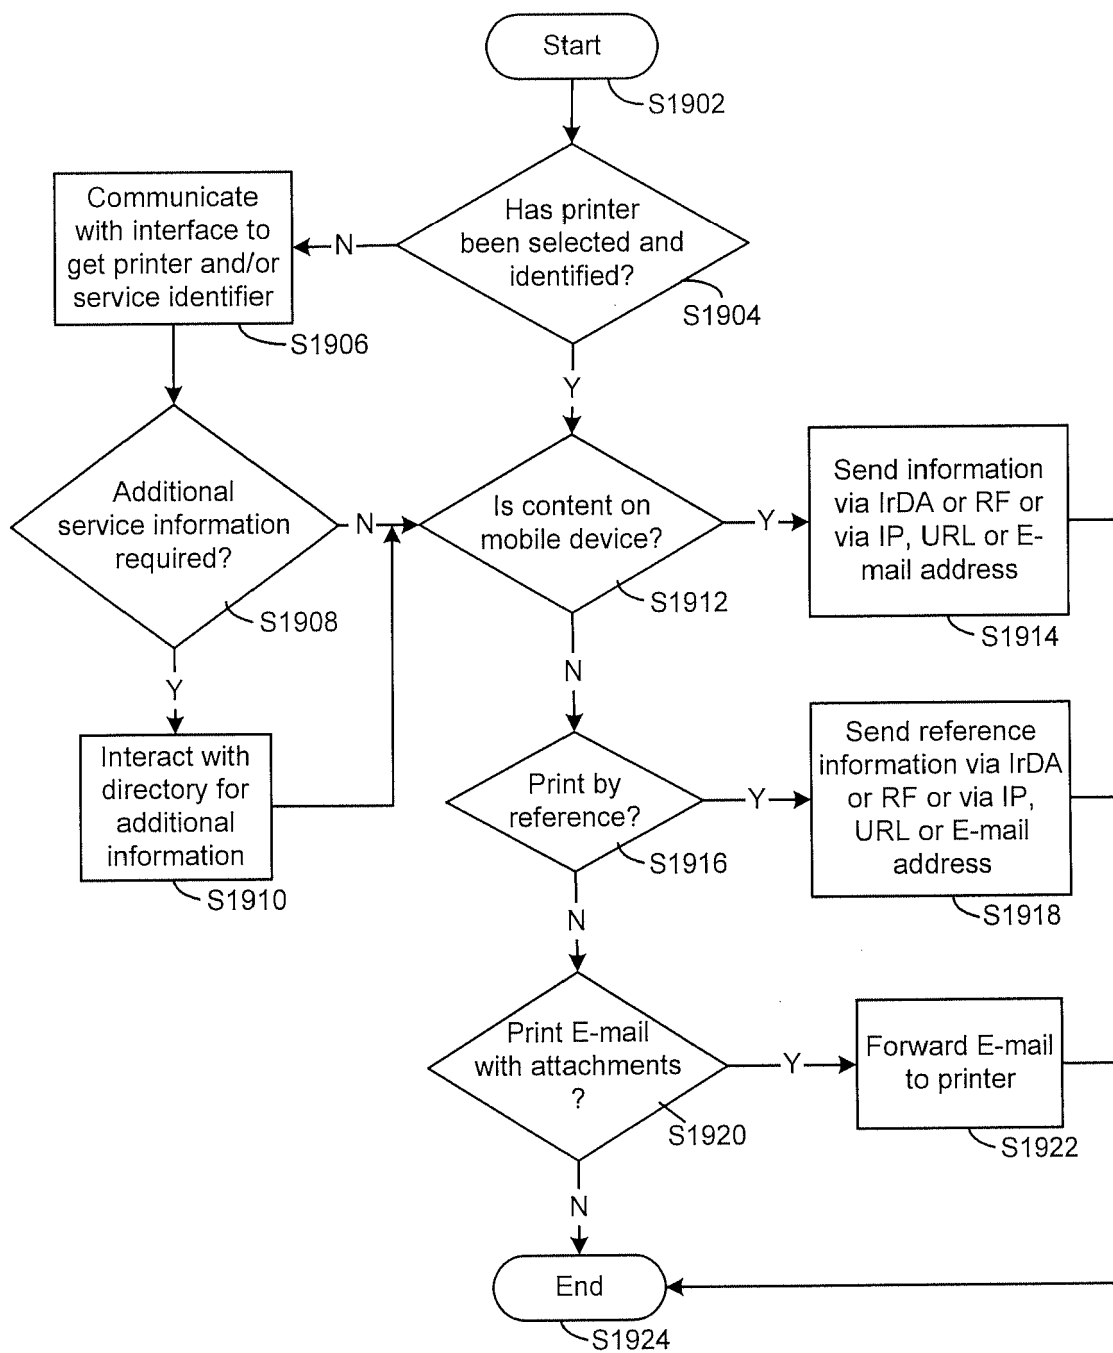 Start
S1902
Has printer
been selected and
identified?
S1904
N
Communicate
with interface to
get printer and/or
service identifier
S1906
Y
Additional
service information
required?
S1908
N
Is content on
mobile device?
S1912
Y
Send information
via IrDA or RF or
via IP, URL or E-
mail address
S1914
Y
N
Interact with
directory for
additional
information
S1910
Print by
reference?
S1916
Y
Send reference
information via IrDA
or RF or via IP,
URL or E-mail
address
S1918
N
Print E-mail
with attachments
?
S1920
Y
Forward E-mail
to printer
S1922
N
End
S1924